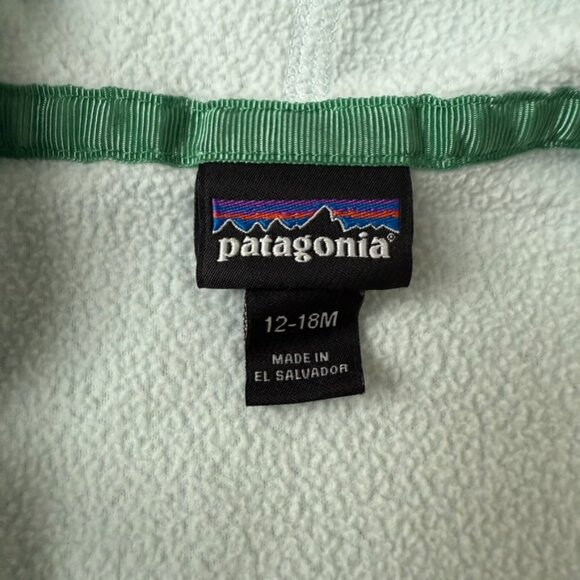 patagonia®
12-18M
MADE IN
EL SALVADOR